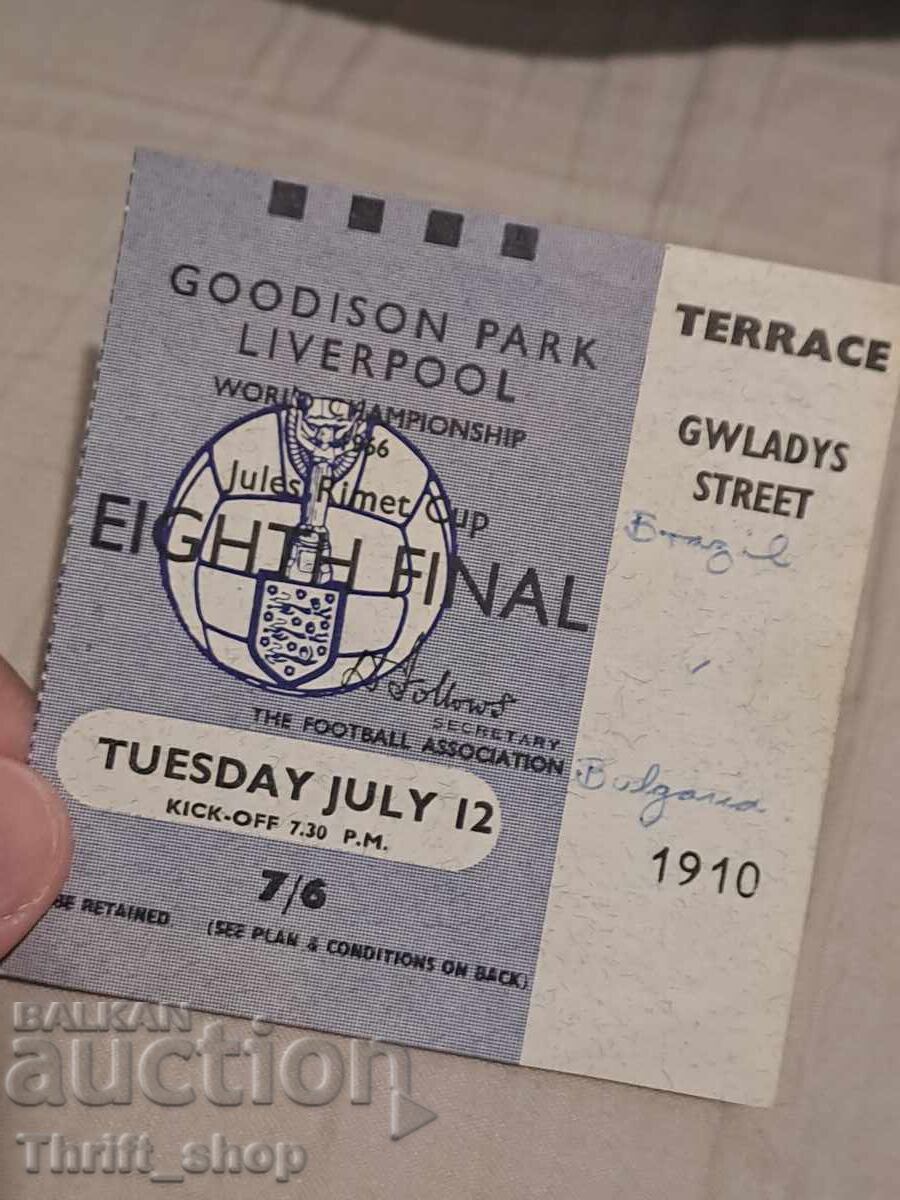 GOODISON PARK
LIVERPOOL
WORLD CHAMPIONSHIP
1966
Jules Rimet Cup
EIGHTH FINAL
D Follows
SECRETARY
THE FOOTBALL ASSOCIATION
TUESDAY JULY 12
KICK-OFF 7.30 P.M.
7/6
BE RETAINED (SEE PLAN & CONDITIONS ON BACK)
TERRACE
GWLADYS
STREET
Brazil
Bulgaria
1910
BALKAN
auction
Thrift_shop